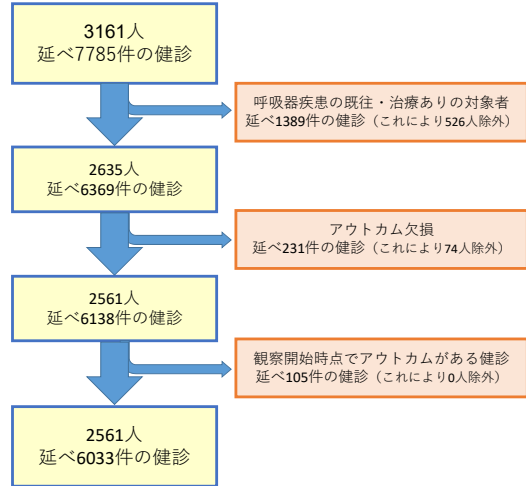 3161人
延べ7785件の健診
呼吸器疾患の既往・治療ありの対象者
延べ1389件の健診（これにより526人除外）
2635人
延べ6369件の健診
アウトカム欠損
延べ231件の健診（これにより74人除外）
2561人
延べ6138件の健診
観察開始時点でアウトカムがある健診
延べ105件の健診（これにより0人除外）
2561人
延べ6033件の健診